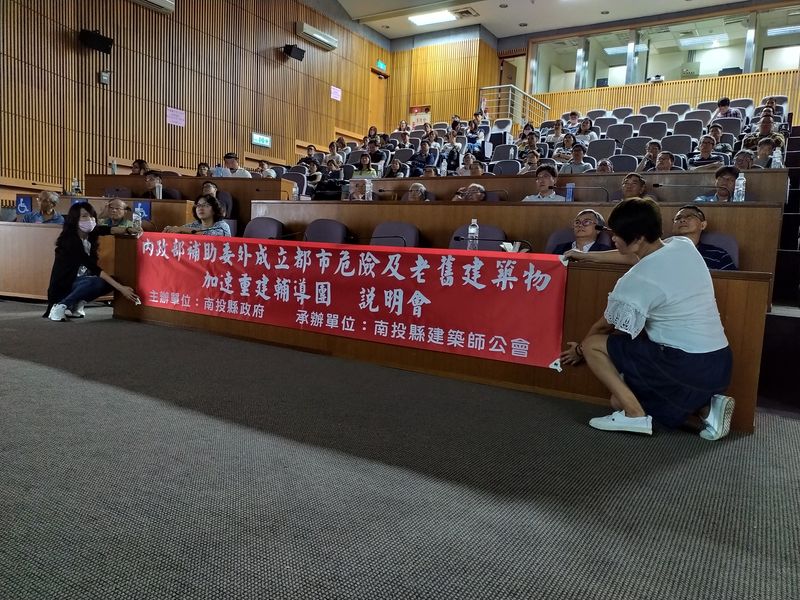 內政部補助委外成立都市危險及老舊建築物
加速重建輔導團 說明會
主辦單位：南投縣政府 承辦單位：南投縣建築師公會